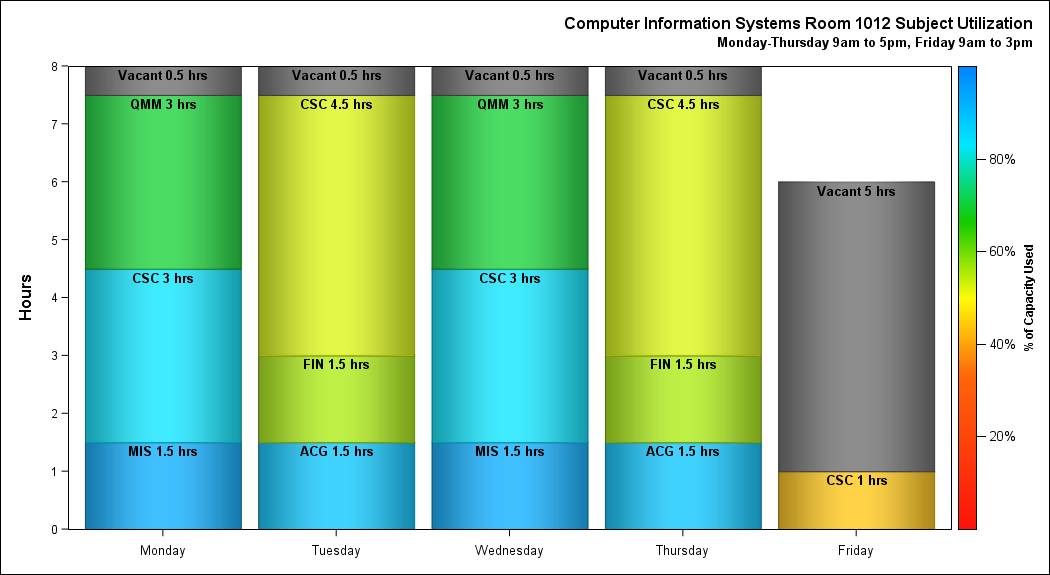 Computer Information Systems Room 1012 Subject Utilization
Monday-Thursday 9am to 5pm, Friday 9am to 3pm
Hours
8
7
6
5
4
3
2
1
0
Vacant 0.5 hrs
QMM 3 hrs
CSC 3 hrs
MIS 1.5 hrs
Vacant 0.5 hrs
CSC 4.5 hrs
FIN 1.5 hrs
ACG 1.5 hrs
Vacant 0.5 hrs
QMM 3 hrs
CSC 3 hrs
MIS 1.5 hrs
Vacant 0.5 hrs
CSC 4.5 hrs
FIN 1.5 hrs
ACG 1.5 hrs
Vacant 5 hrs
CSC 1 hrs
Monday
Tuesday
Wednesday
Thursday
Friday
80%
60%
40%
20%
% of Capacity Used